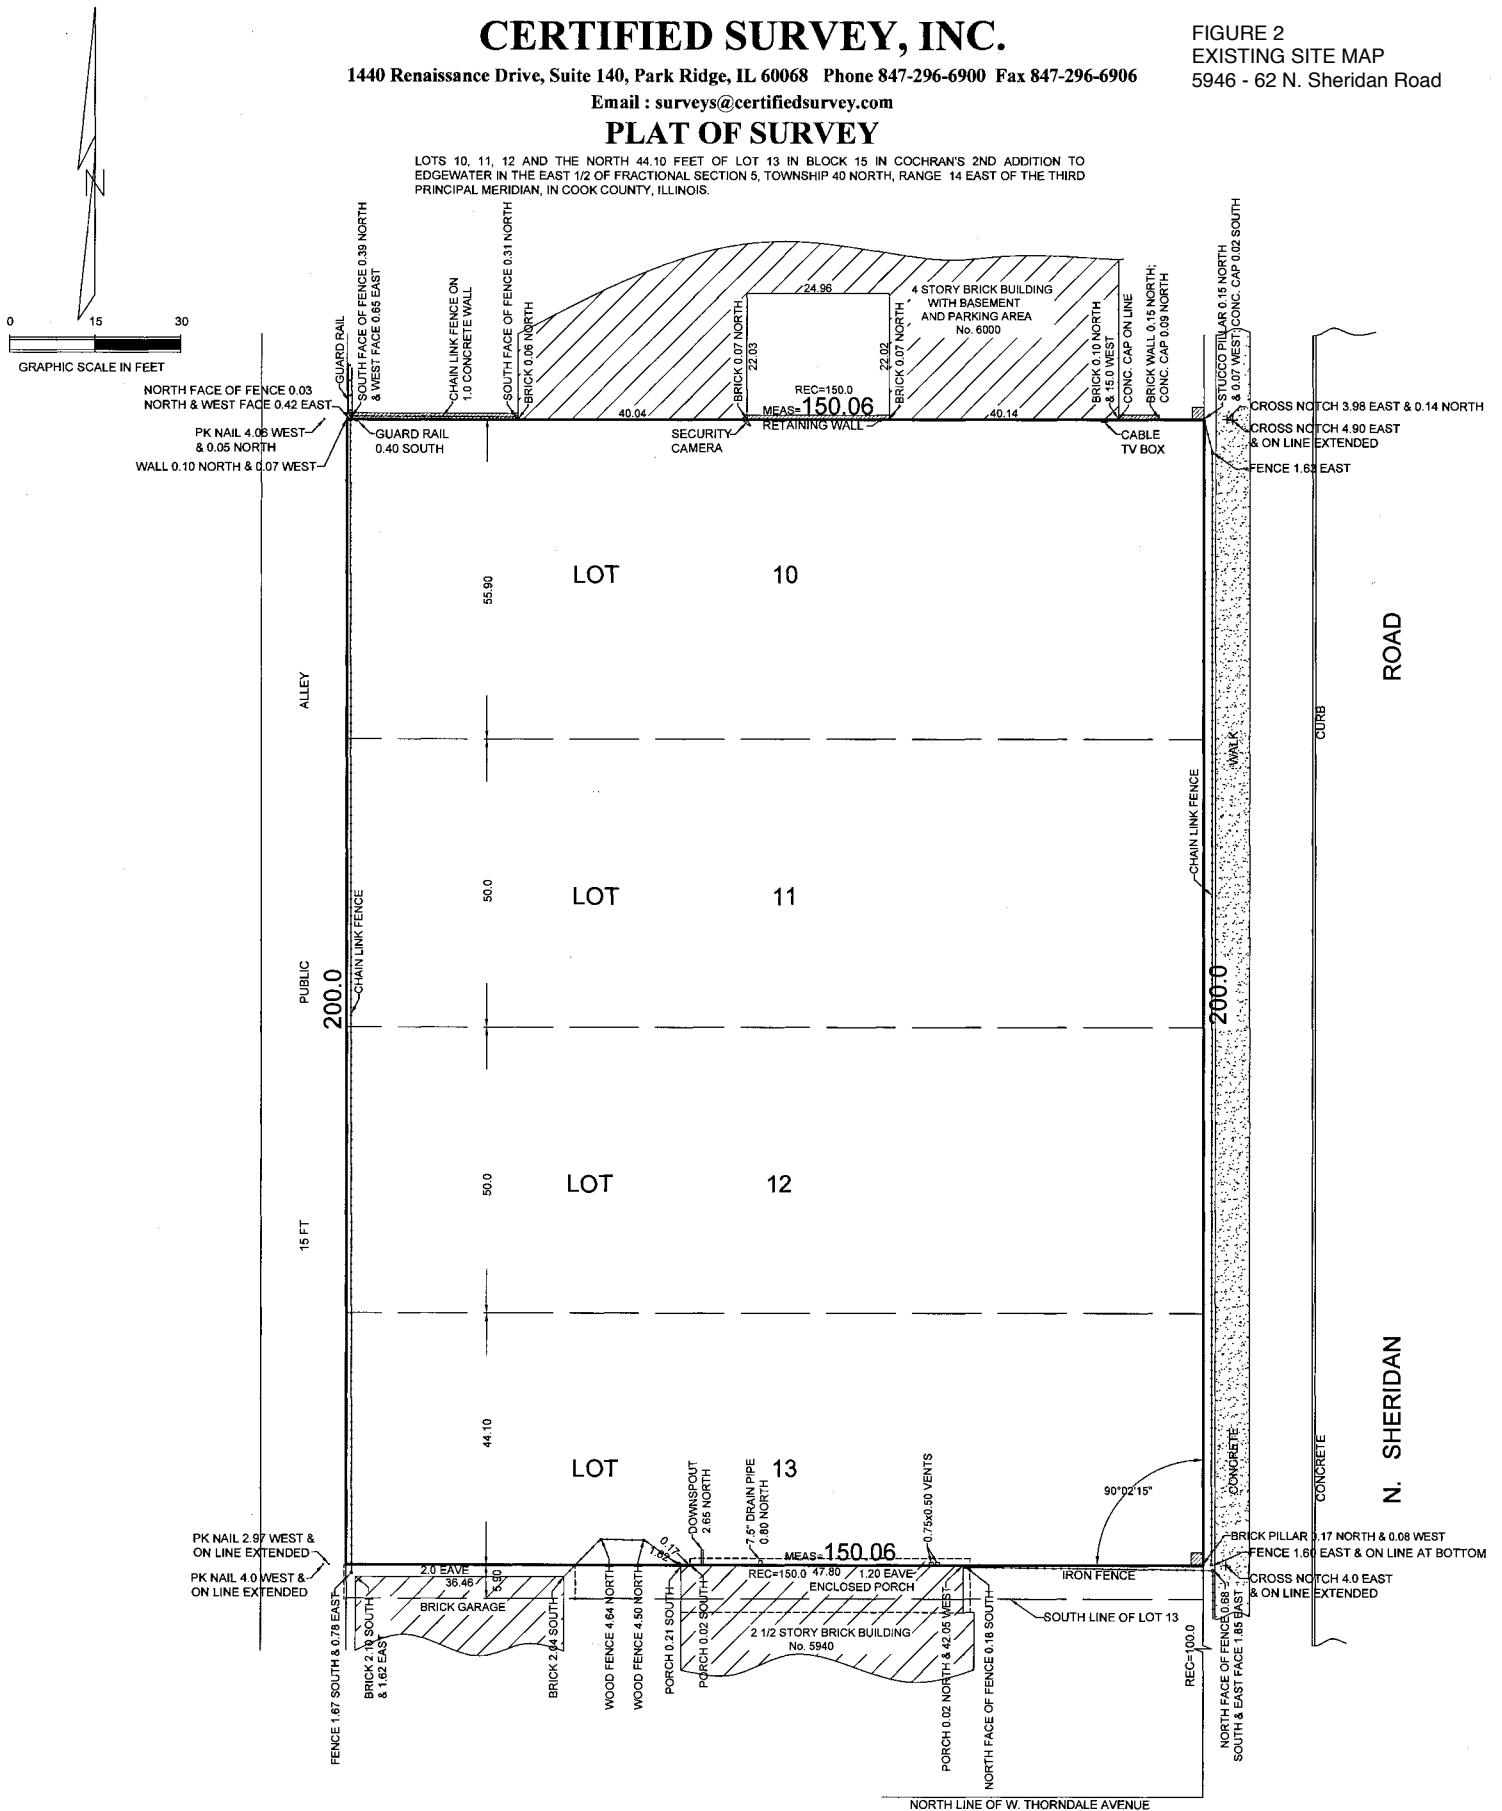 CERTIFIED SURVEY, INC.
1440 Renaissance Drive, Suite 140, Park Ridge, IL 60068 Phone 847-296-6900 Fax 847-296-6906
Email : surveys@certifiedsurvey.com
PLAT OF SURVEY
FIGURE 2
EXISTING SITE MAP
5946 - 62 N. Sheridan Road
LOTS 10, 11, 12 AND THE NORTH 44.10 FEET OF LOT 13 IN BLOCK 15 IN COCHRAN'S 2ND ADDITION TO
EDGEWATER IN THE EAST 1/2 OF FRACTIONAL SECTION 5, TOWNSHIP 40 NORTH, RANGE 14 EAST OF THE THIRD
PRINCIPAL MERIDIAN, IN COOK COUNTY, ILLINOIS.
N
0 15 30
GRAPHIC SCALE IN FEET
GUARD RAIL
SOUTH FACE OF FENCE 0.39 NORTH
& WEST FACE 0.65 EAST
CHAIN LINK FENCE ON
1.0 CONCRETE WALL
SOUTH FACE OF FENCE 0.31 NORTH
BRICK 0.06 NORTH
BRICK 0.07 NORTH
22.03
24.96
22.02
BRICK 0.07 NORTH
4 STORY BRICK BUILDING
WITH BASEMENT
AND PARKING AREA
No. 6000
BRICK 0.10 NORTH
& 15.0 WEST
CONC. CAP ON LINE
BRICK WALL 0.15 NORTH;
CONC. CAP 0.09 NORTH
STUCCO PILLAR 0.15 NORTH
& 0.07 WEST; CONC. CAP 0.02 SOUTH
NORTH FACE OF FENCE 0.03
NORTH & WEST FACE 0.42 EAST
PK NAIL 4.06 WEST
& 0.05 NORTH
WALL 0.10 NORTH & 0.07 WEST
GUARD RAIL
0.40 SOUTH
40.04
REC=150.0
MEAS=150.06
RETAINING WALL
40.14
SECURITY
CAMERA
CABLE
TV BOX
CROSS NOTCH 3.98 EAST & 0.14 NORTH
CROSS NOTCH 4.90 EAST
& ON LINE EXTENDED
FENCE 1.63 EAST
LOT 10
55.90
ROAD
ALLEY
CURB
WALK
CHAIN LINK FENCE
LOT 11
50.0
CHAIN LINK FENCE
PUBLIC
200.0
200.0
LOT 12
50.0
15 FT
N. SHERIDAN
44.10
LOT 13
CONCRETE
CONCRETE
90°02'15"
DOWNSPOUT
2.65 NORTH
7.5" DRAIN PIPE
0.80 NORTH
0.75x0.50 VENTS
0.17
1.62
PK NAIL 2.97 WEST &
ON LINE EXTENDED
PK NAIL 4.0 WEST &
ON LINE EXTENDED
MEAS=150.06
REC=150.0 47.80 1.20 EAVE
ENCLOSED PORCH
IRON FENCE
BRICK PILLAR 0.17 NORTH & 0.08 WEST
FENCE 1.60 EAST & ON LINE AT BOTTOM
CROSS NOTCH 4.0 EAST
& ON LINE EXTENDED
2.0 EAVE
36.46
5.90
BRICK GARAGE
SOUTH LINE OF LOT 13
2 1/2 STORY BRICK BUILDING
No. 5940
FENCE 1.67 SOUTH & 0.78 EAST
BRICK 2.10 SOUTH
& 1.62 EAST
BRICK 2.04 SOUTH
WOOD FENCE 4.64 NORTH
WOOD FENCE 4.50 NORTH
PORCH 0.21 SOUTH
PORCH 0.02 SOUTH
PORCH 0.02 NORTH & 42.05 WEST
NORTH FACE OF FENCE 0.18 SOUTH
REC=100.0
NORTH FACE OF FENCE 0.68
SOUTH & EAST FACE 1.85 EAST
NORTH LINE OF W. THORNDALE AVENUE